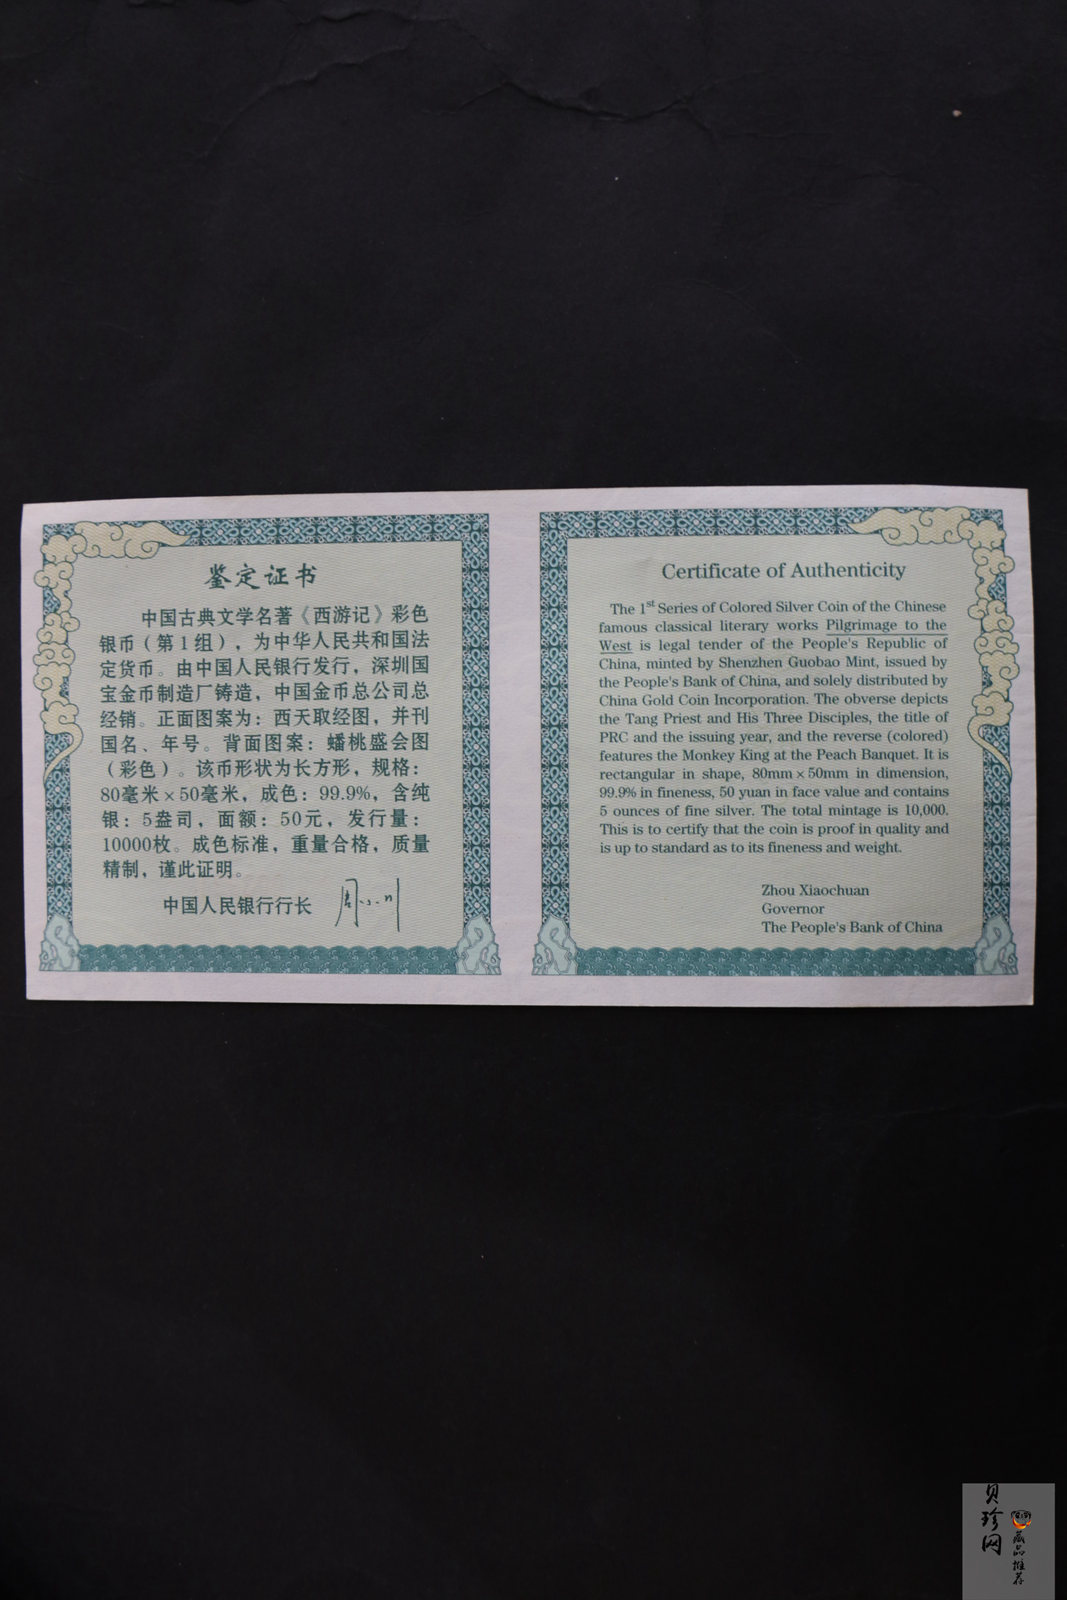 鉴定证书
中国古典文学名著《西游记》彩色
银币（第1组），为中华人民共和国法
定货币。由中国人民银行发行，深圳国
宝金币制造厂铸造，中国金币总公司总
经销。正面图案为：西天取经图，并刊
国名、年号。背面图案：蟠桃盛会图
（彩色）。该币形状为长方形，规格：
80毫米×50毫米，成色：99.9%，含纯
银：5盎司，面额：50元，发行量：
10000枚。成色标准，重量合格，质量
精制，谨此证明。
中国人民银行行长 周小川
Certificate of Authenticity
The 1st Series of Colored Silver Coin of the Chinese
famous classical literary works Pilgrimage to the
West is legal tender of the People's Republic of
China, minted by Shenzhen Guobao Mint, issued by
the People's Bank of China, and solely distributed by
China Gold Coin Incorporation. The obverse depicts
the Tang Priest and His Three Disciples, the title of
PRC and the issuing year, and the reverse (colored)
features the Monkey King at the Peach Banquet. It is
rectangular in shape, 80mm×50mm in dimension,
99.9% in fineness, 50 yuan in face value and contains
5 ounces of fine silver. The total mintage is 10,000.
This is to certify that the coin is proof in quality and
is up to standard as to its fineness and weight.
Zhou Xiaochuan
Governor
The People's Bank of China
贝珍网
藏品推荐